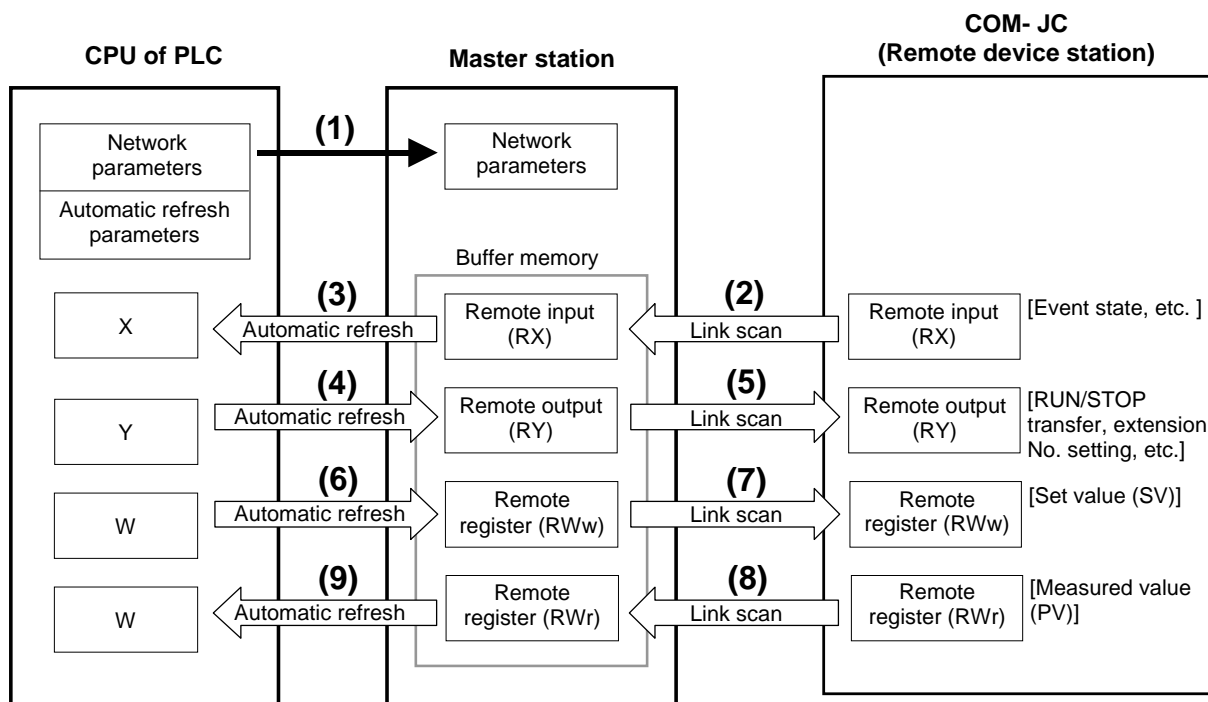 COM- JC
(Remote device station)
CPU of PLC
Master station
Network
parameters
Automatic refresh
parameters
(1)
Network
parameters
Buffer memory
X
(3)
Automatic refresh
Remote input
(RX)
(2)
Link scan
Remote input
(RX)
[Event state, etc. ]
Y
(4)
Automatic refresh
Remote output
(RY)
(5)
Link scan
Remote output
(RY)
[RUN/STOP
transfer, extension
No. setting, etc.]
W
(6)
Automatic refresh
Remote
register (RWw)
(7)
Link scan
Remote
register (RWw)
[Set value (SV)]
W
(9)
Automatic refresh
Remote
register (RWr)
(8)
Link scan
Remote
register (RWr)
[Measured value
(PV)]